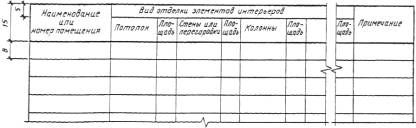 Наименование
или
номер помещения
Вид отделки элементов интерьеров
Потолок
Пло-
щадь
Стены или
перегородки
Пло-
щадь
Колонны
Пло-
щадь
Пло-
щадь
Примечание
15
5
8